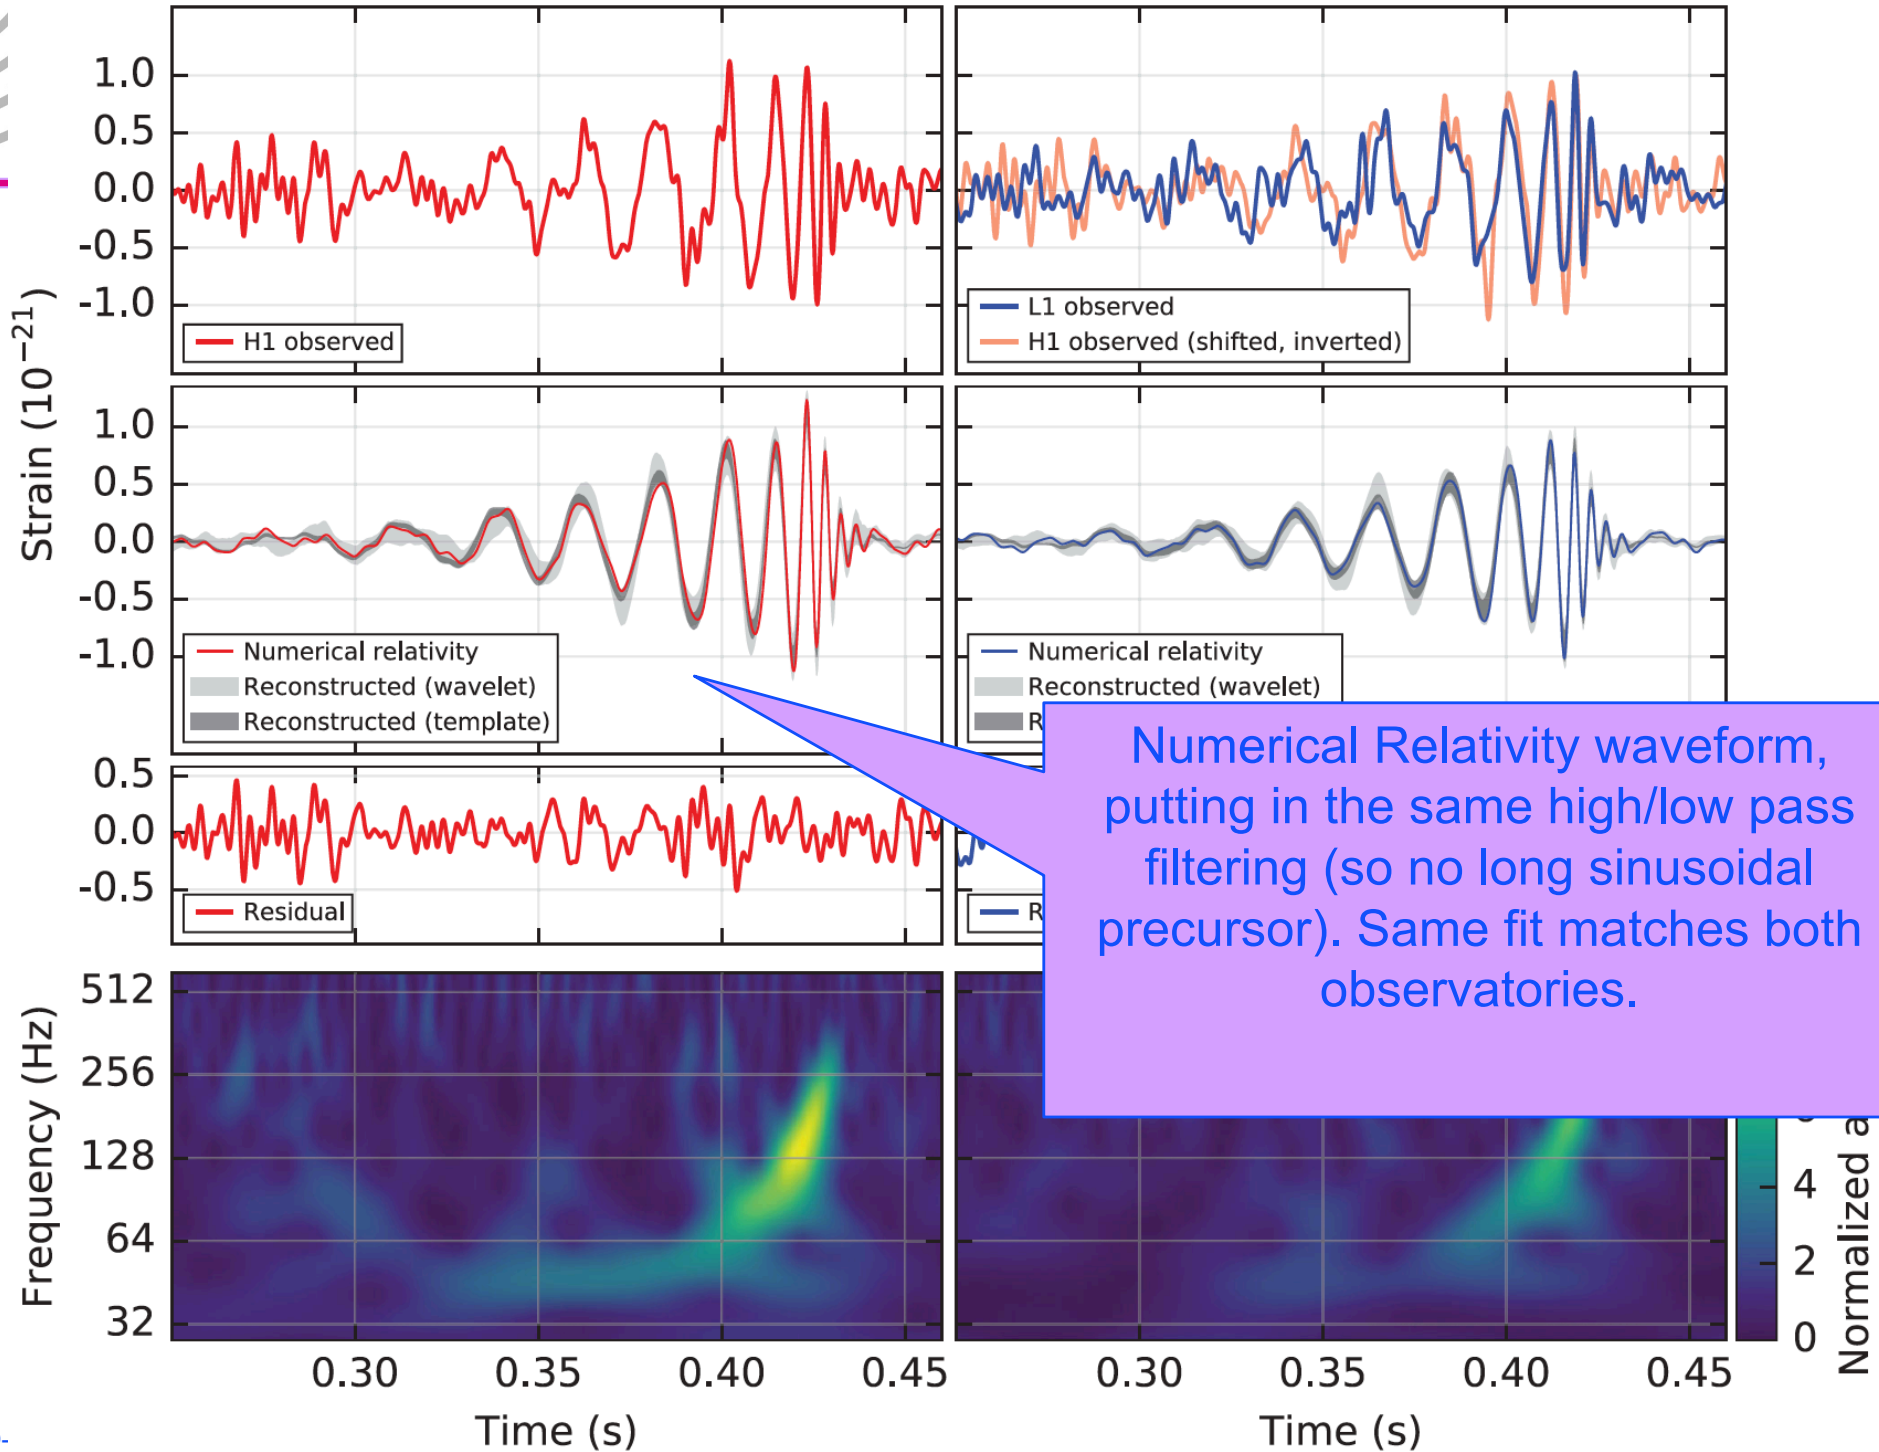 1.0
0.5
0.0
-0.5
-1.0
H1 observed
L1 observed
H1 observed (shifted, inverted)
Strain (10⁻²¹)
1.0
0.5
0.0
-0.5
-1.0
Numerical relativity
Reconstructed (wavelet)
Reconstructed (template)
Numerical relativity
Reconstructed (wavelet)
R
0.5
0.0
-0.5
Residual
R
Numerical Relativity waveform,
putting in the same high/low pass
filtering (so no long sinusoidal
precursor). Same fit matches both
observatories.
Frequency (Hz)
512
256
128
64
32
0.30 0.35 0.40 0.45
Time (s)
0.30 0.35 0.40 0.45
Time (s)
4
2
0
Normalized a